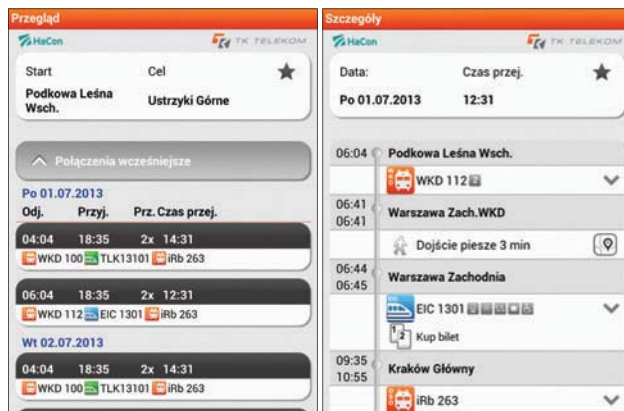 Przegląd
HaCon
TK TELEKOM
Start
Cel
Podkowa Leśna
Wsch.
Ustrzyki Górne
Połączenia wcześniejsze
Po 01.07.2013
Odj. Przyj. Prz. Czas przej.
04:04 18:35 2x 14:31
WKD 100 TLK13101 iRb 263
06:04 18:35 2x 12:31
WKD 112 EIC 1301 iRb 263
Wt 02.07.2013
04:04 18:35 2x 14:31
WKD 100 TLK13101 iRb 263
Szczegóły
HaCon
TK TELEKOM
Data:
Czas przej.
Po 01.07.2013
12:31
06:04 Podkowa Leśna Wsch.
WKD 112 2
06:41
06:41
Warszawa Zach.WKD
Dojście piesze 3 min
06:44
06:45
Warszawa Zachodnia
EIC 1301
1 2 Kup bilet
09:35
10:55
Kraków Główny
iRb 263